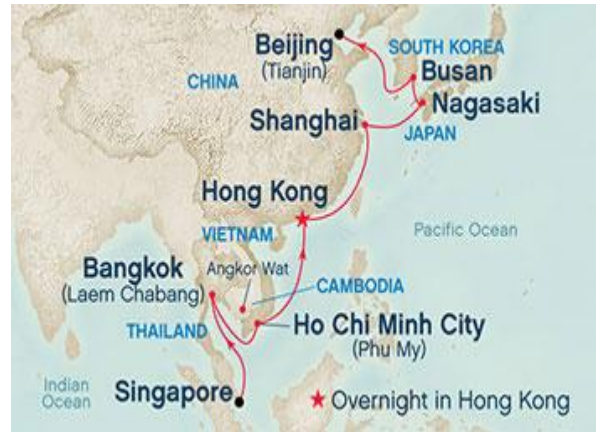 Beijing
(Tianjin)
SOUTH KOREA
Busan
CHINA
Nagasaki
Shanghai
JAPAN
Hong Kong
VIETNAM
Pacific Ocean
Bangkok
(Laem Chabang)
Angkor Wat
CAMBODIA
THAILAND
Ho Chi Minh City
(Phu My)
Indian
Ocean
Singapore
★ Overnight in Hong Kong